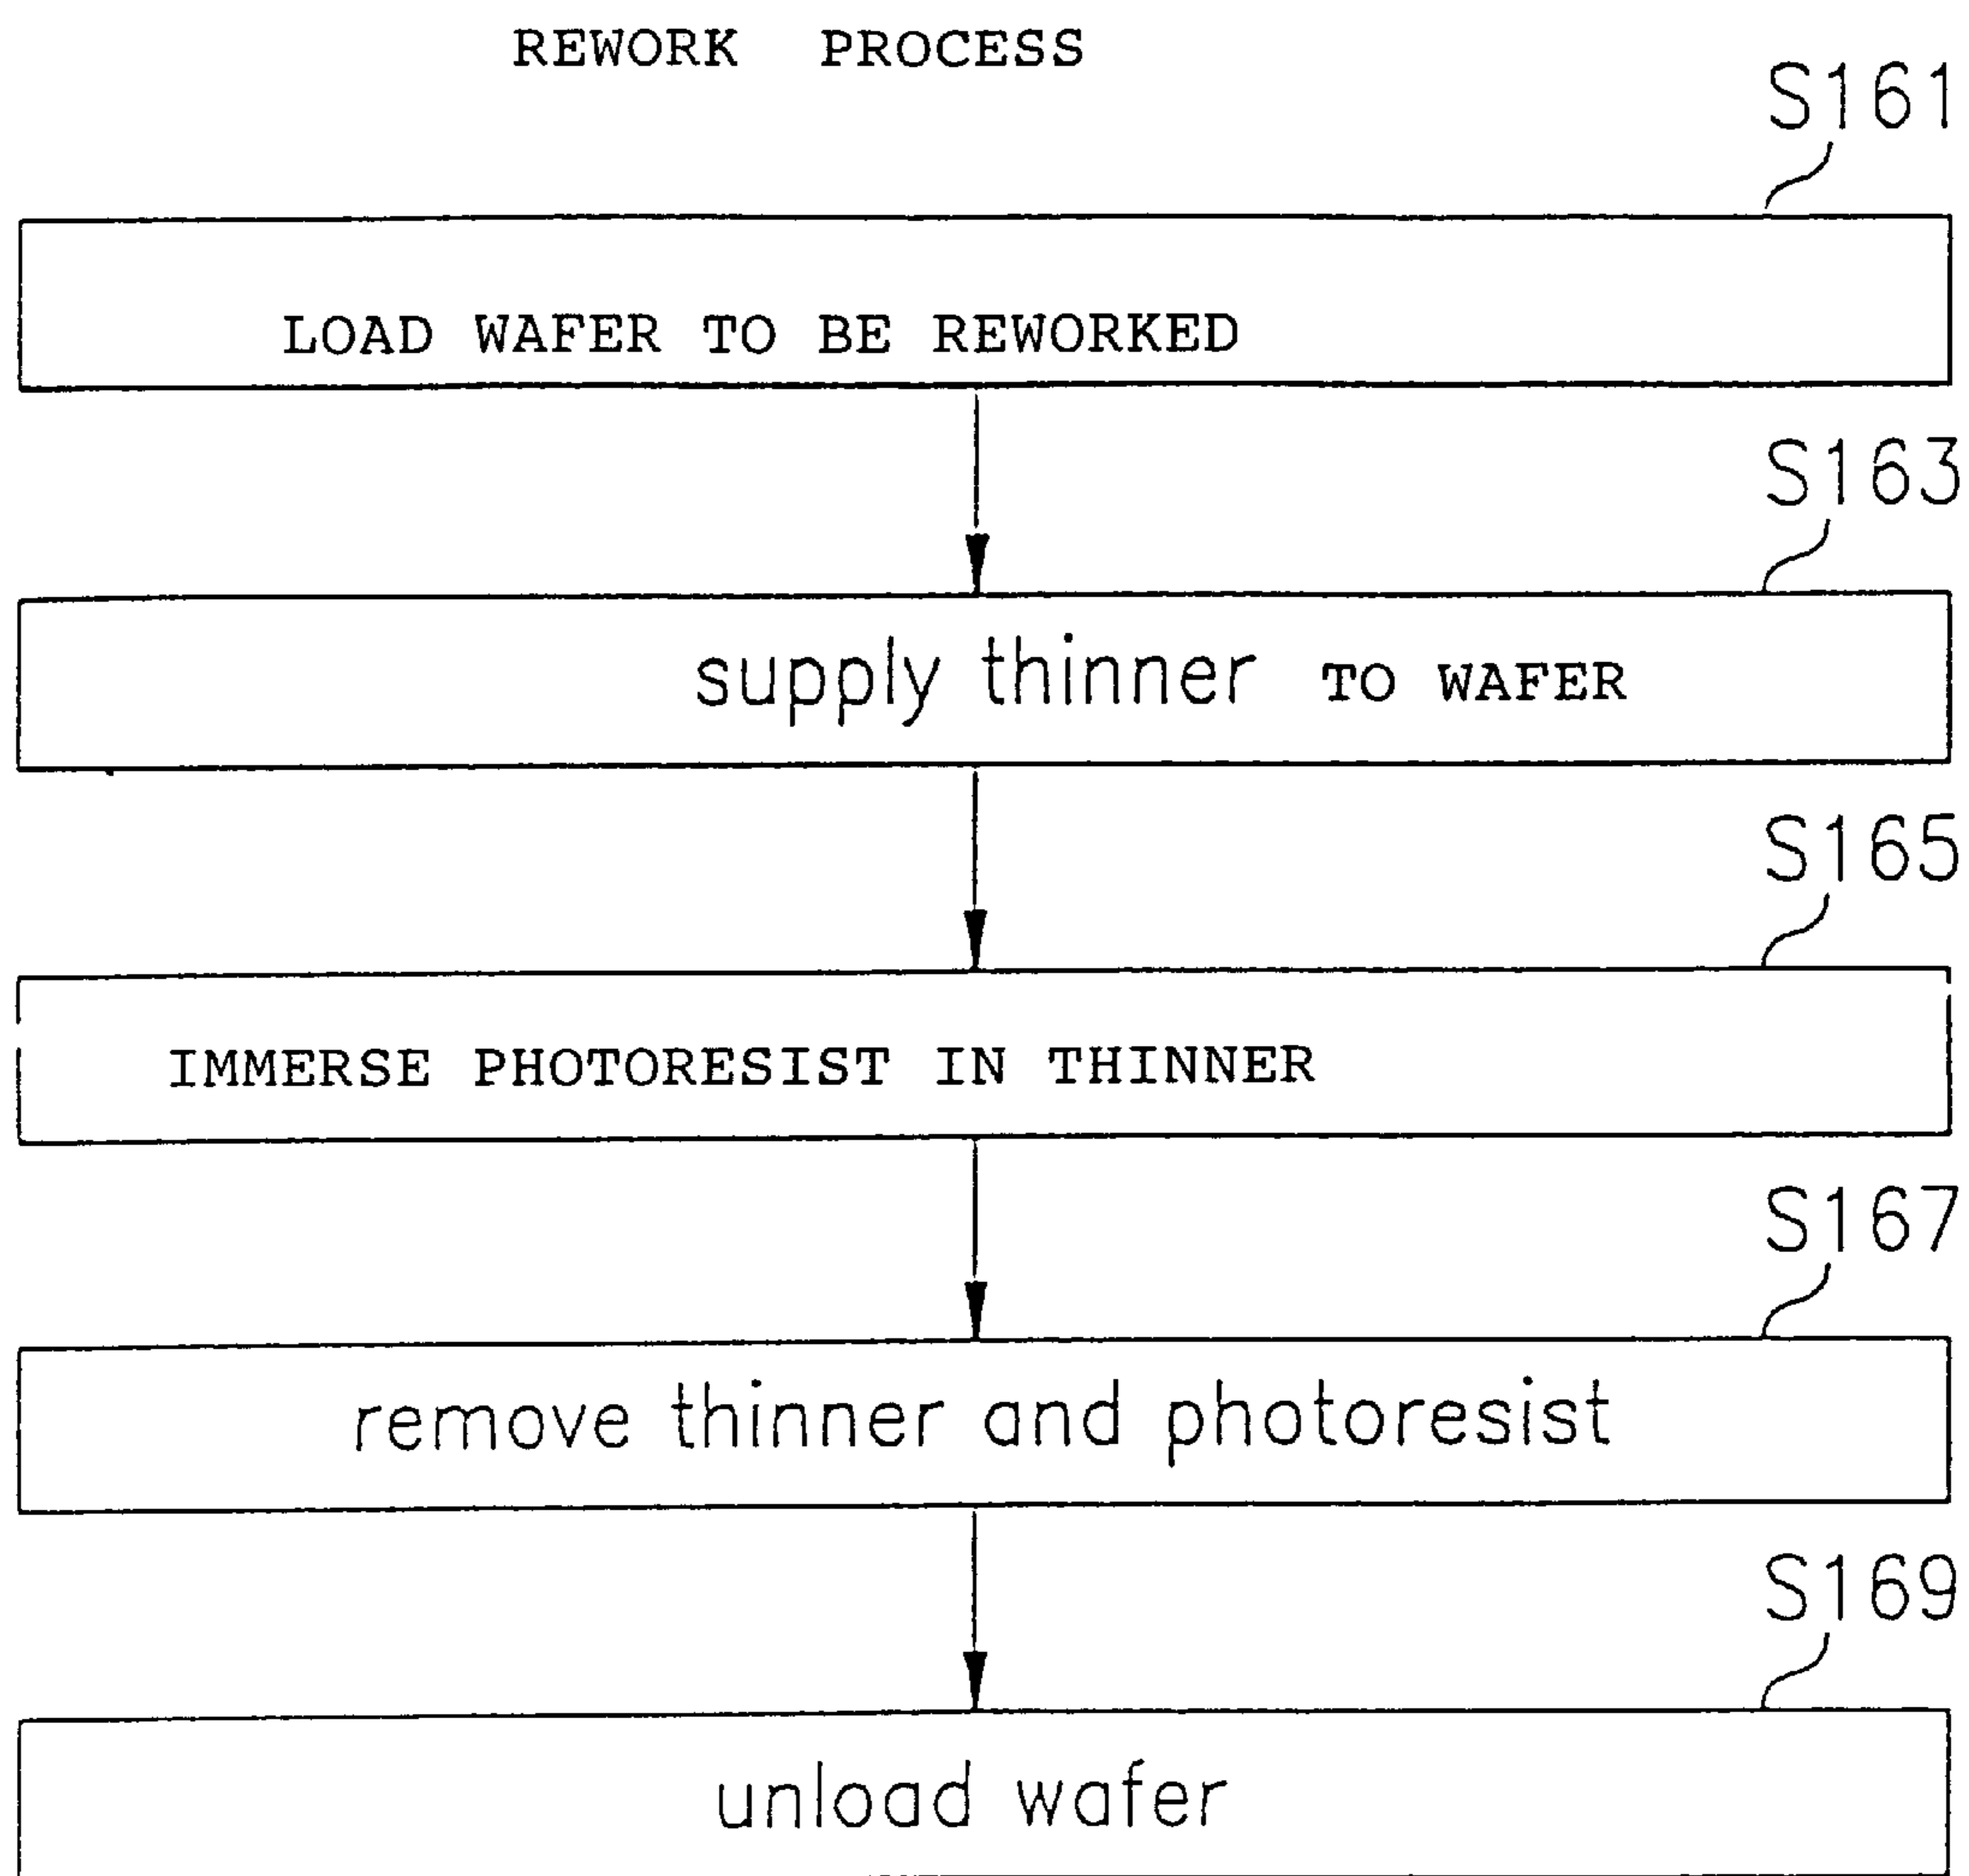 REWORK PROCESS
S161
LOAD WAFER TO BE REWORKED
S163
supply thinner TO WAFER
S165
IMMERSE PHOTORESIST IN THINNER
S167
remove thinner and photoresist
S169
unload wafer